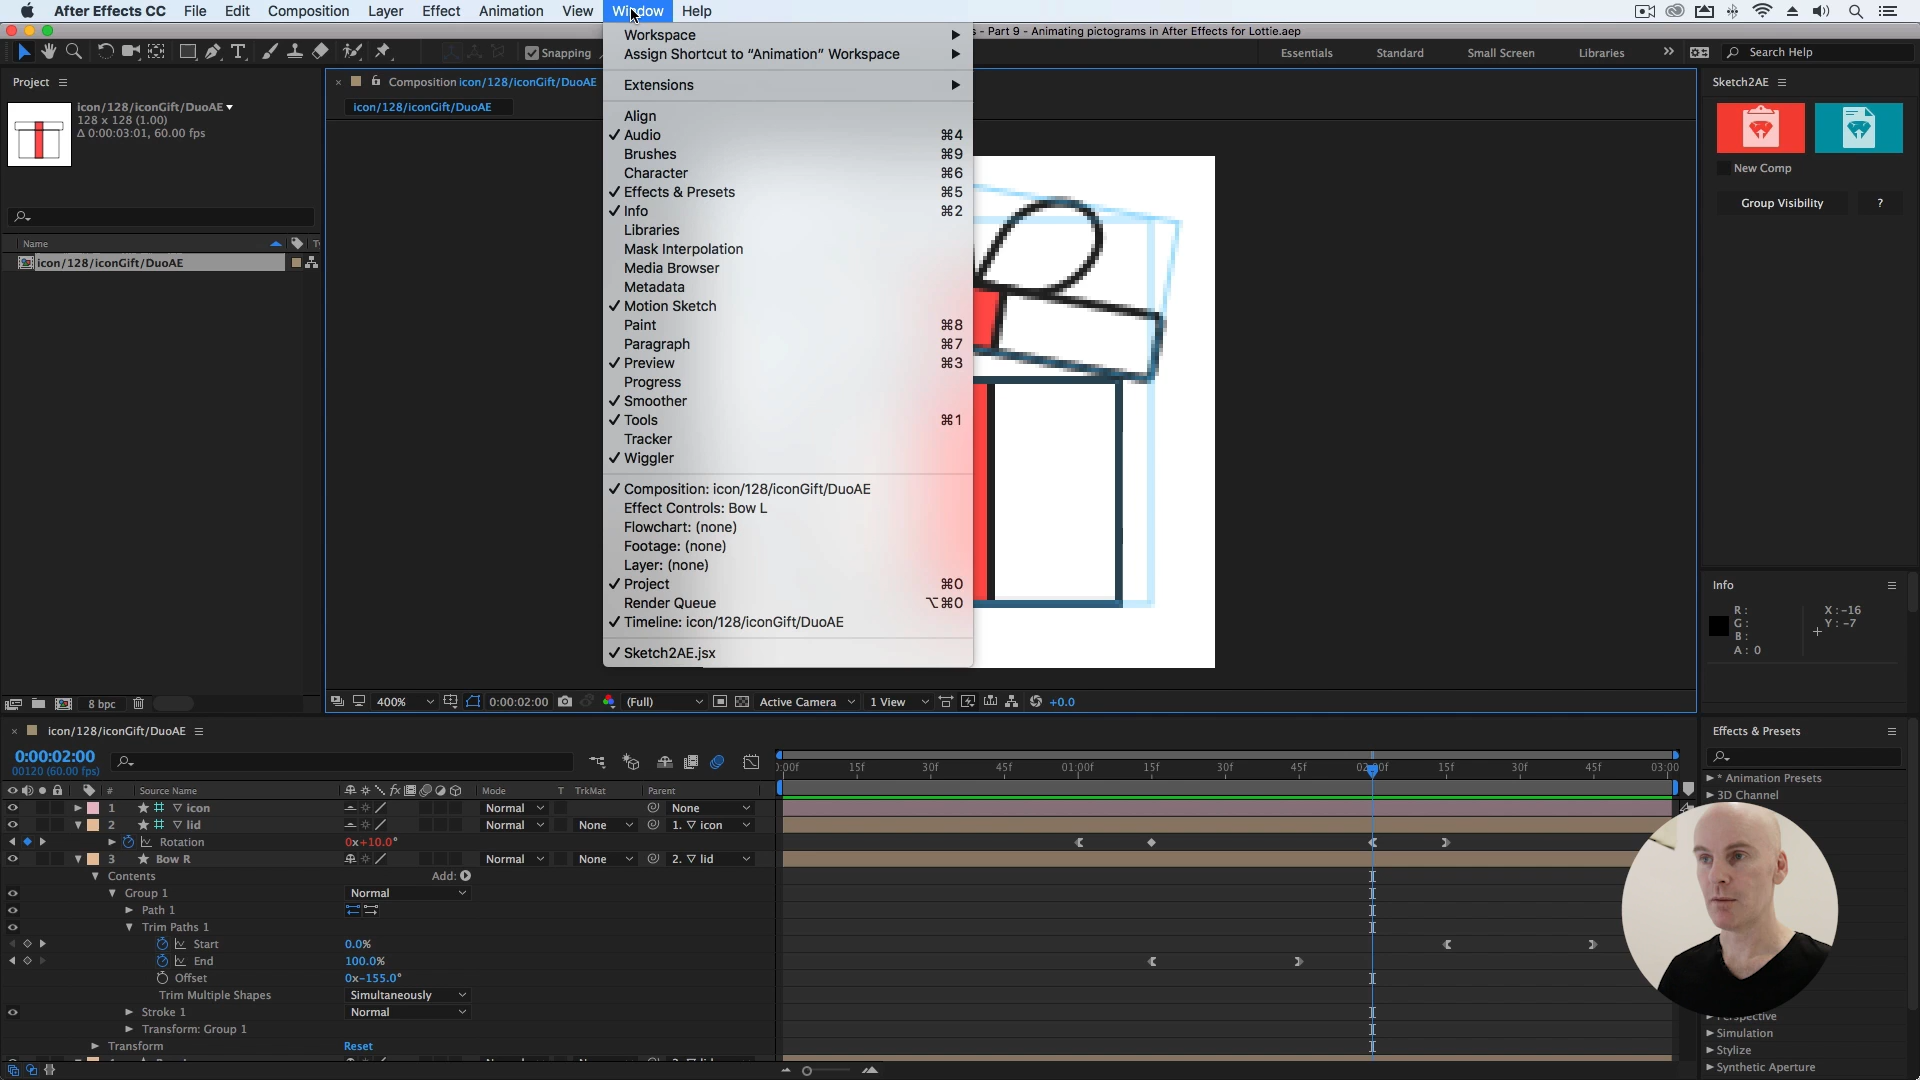 After Effects CC File Edit Composition Layer Effect Animation View Window Help
Snapping
s - Part 9 - Animating pictograms in After Effects for Lottie.aep
Essentials Standard Small Screen Libraries Search Help
Project
icon/128/iconGift/DuoAE
128 x 128 (1.00)
Δ 0:00:03:01, 60.00 fps
Name
icon/128/iconGift/DuoAE
8 bpc
Composition icon/128/iconGift/DuoAE
icon/128/iconGift/DuoAE
Workspace
Assign Shortcut to “Animation” Workspace
Extensions
Align
Audio ⌘4
Brushes ⌘9
Character ⌘6
Effects & Presets ⌘5
Info ⌘2
Libraries
Mask Interpolation
Media Browser
Metadata
Motion Sketch
Paint ⌘8
Paragraph ⌘7
Preview ⌘3
Progress
Smoother
Tools ⌘1
Tracker
Wiggler
Composition: icon/128/iconGift/DuoAE
Effect Controls: Bow L
Flowchart: (none)
Footage: (none)
Layer: (none)
Project ⌘0
Render Queue ⌥⌘0
Timeline: icon/128/iconGift/DuoAE
Sketch2AE.jsx
400% 0:00:02:00 (Full) Active Camera 1 View +0.0
Sketch2AE
New Comp
Group Visibility ?
Info
R: X: -16
G: Y: -7
B:
A: 0
icon/128/iconGift/DuoAE
0:00:02:00
00120 (60.00 fps)
# Source Name fx Mode T TrkMat Parent
1 icon Normal None
2 lid Normal None 1. icon
Rotation 0x+10.0°
3 Bow R Normal None 2. lid
Contents Add:
Group 1 Normal
Path 1
Trim Paths 1
Start 0.0%
End 100.0%
Offset 0x-155.0°
Trim Multiple Shapes Simultaneously
Stroke 1 Normal
Transform: Group 1
Transform Reset
15f 30f 45f 01:00f 15f 30f 45f 15f 30f 45f 03:00
Effects & Presets
* Animation Presets
3D Channel
Perspective
Simulation
Stylize
Synthetic Aperture